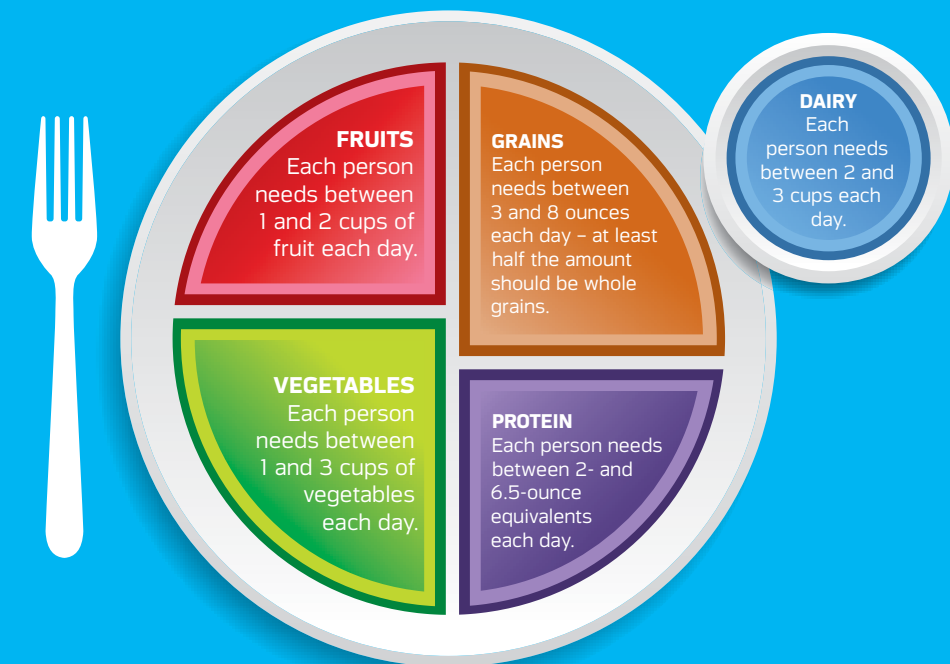 FRUITS
Each person
needs between
1 and 2 cups of
fruit each day.
GRAINS
Each person
needs between
3 and 8 ounces
each day – at least
half the amount
should be whole
grains.
DAIRY
Each
person needs
between 2 and
3 cups each
day.
VEGETABLES
Each person
needs between
1 and 3 cups of
vegetables
each day.
PROTEIN
Each person needs
between 2- and
6.5-ounce
equivalents
each day.